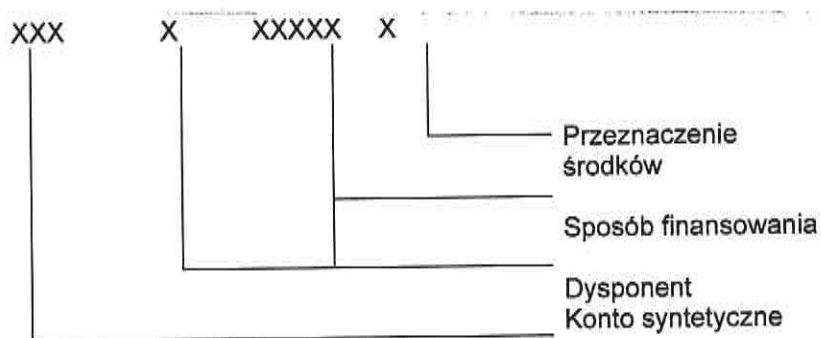 XXX X XXXXX X
Przeznaczenie
środków
Sposób finansowania
Dysponent
Konto syntetyczne